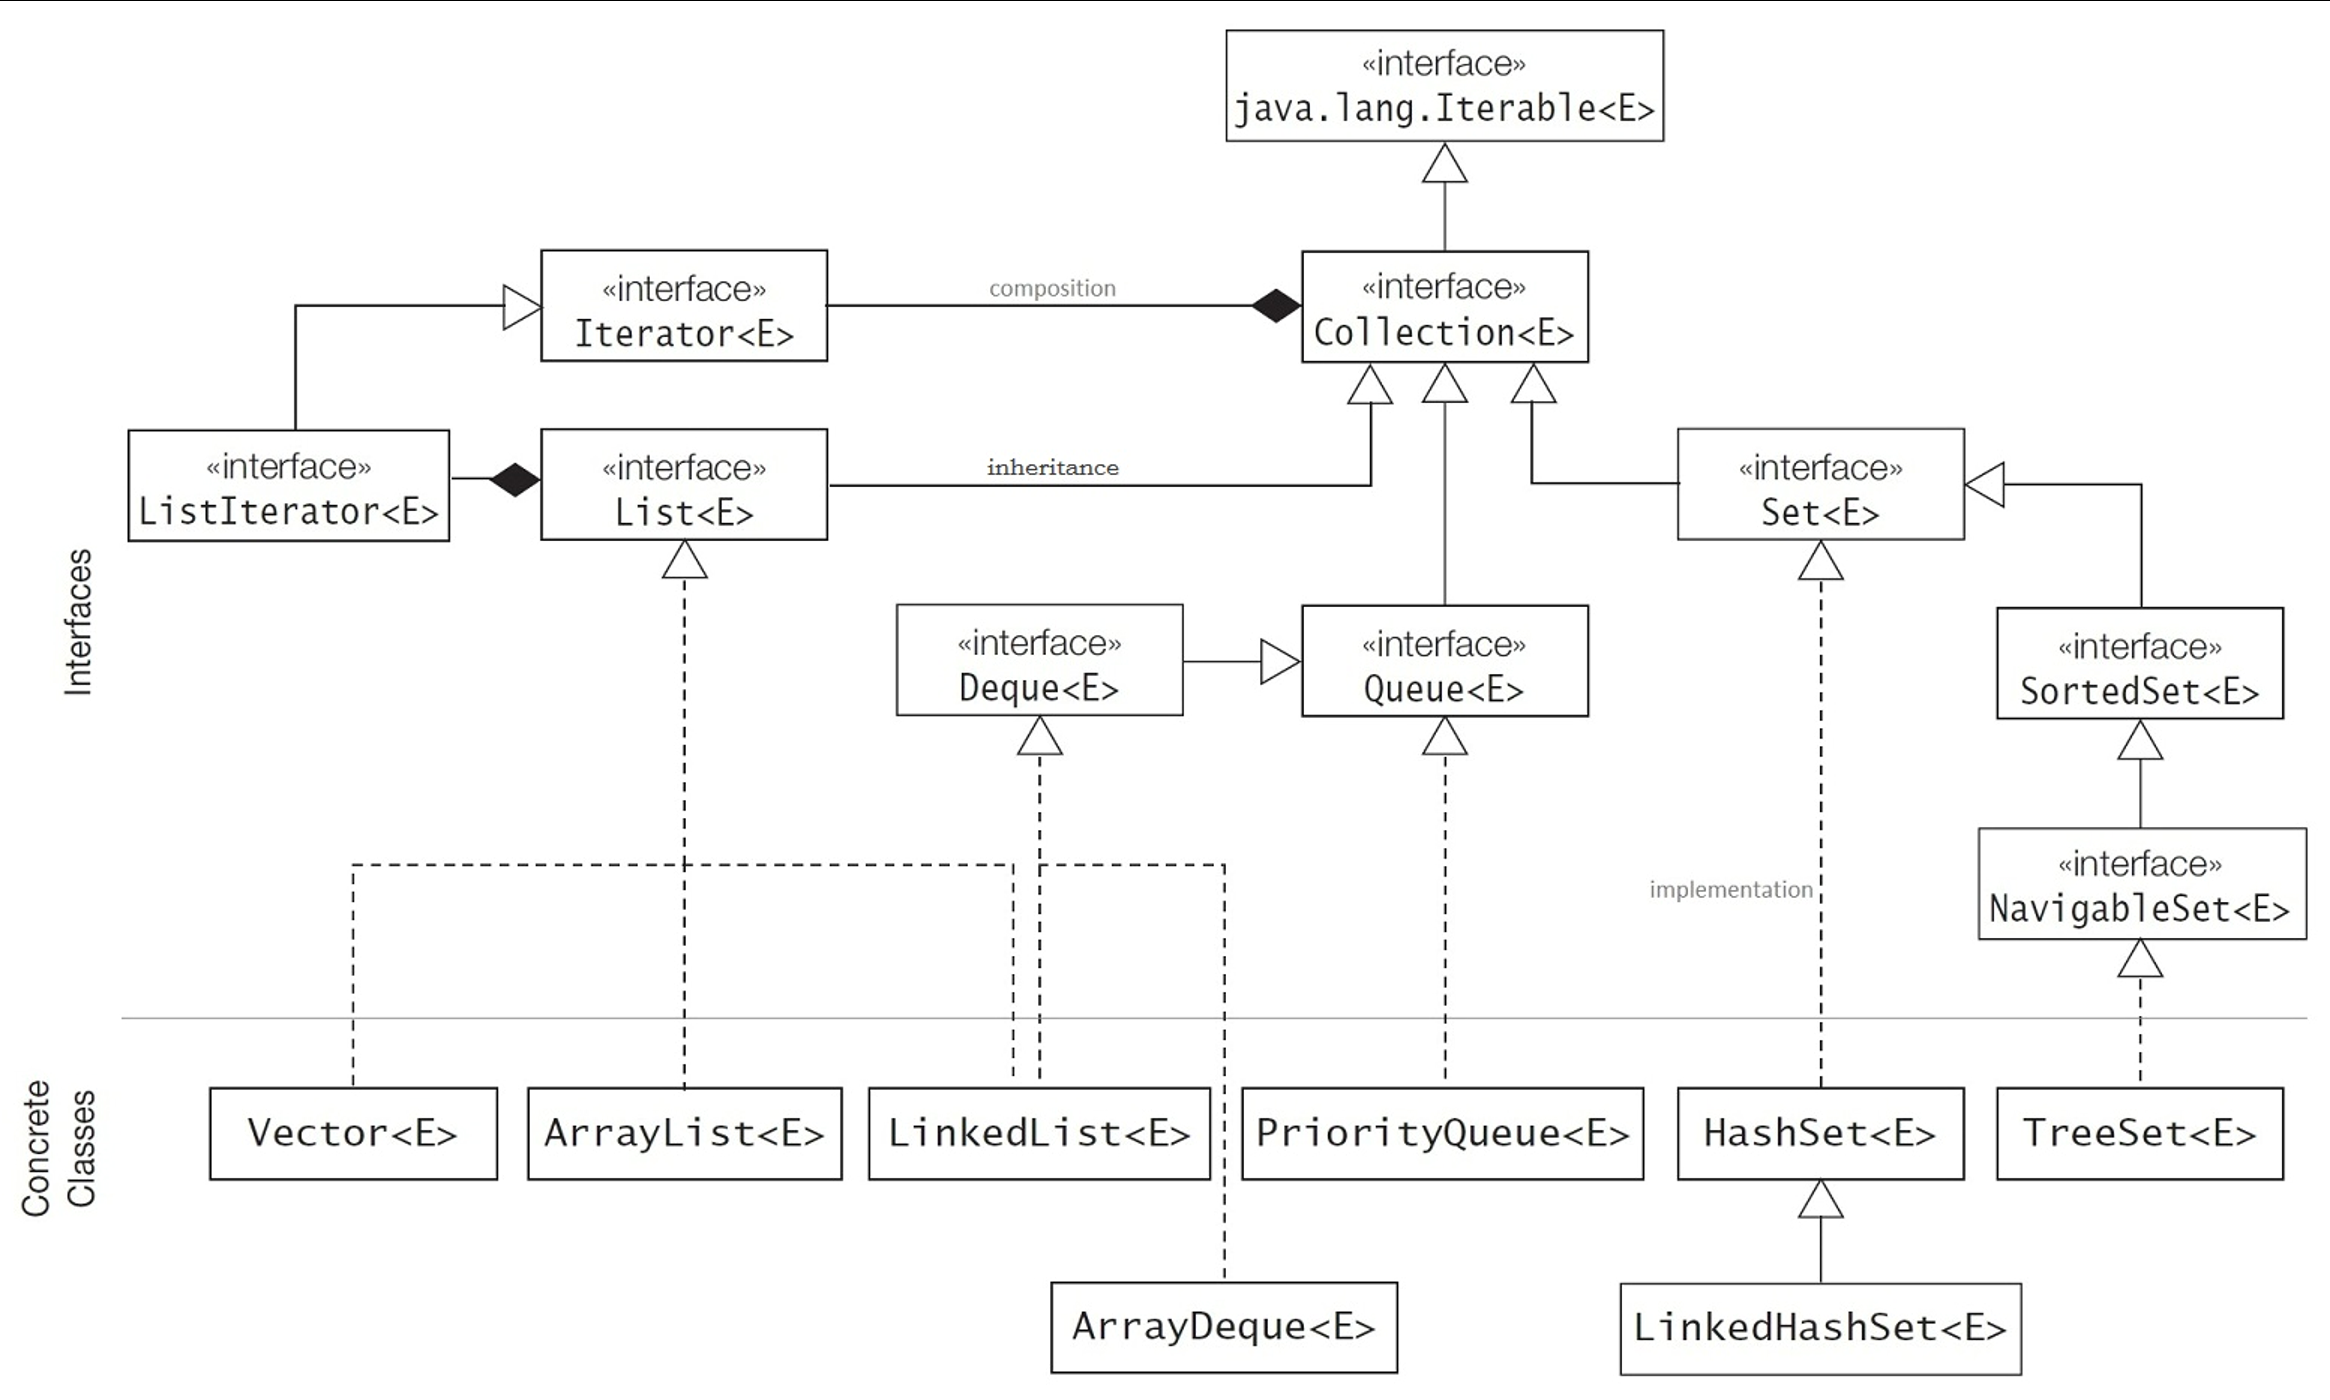 «interface»
java.lang.Iterable<E>
«interface»
Iterator<E>
composition
«interface»
Collection<E>
«interface»
ListIterator<E>
«interface»
List<E>
inheritance
«interface»
Set<E>
Interfaces
«interface»
Deque<E>
«interface»
Queue<E>
«interface»
SortedSet<E>
implementation
«interface»
NavigableSet<E>
Concrete
Classes
Vector<E>
ArrayList<E>
LinkedList<E>
PriorityQueue<E>
HashSet<E>
TreeSet<E>
ArrayDeque<E>
LinkedHashSet<E>